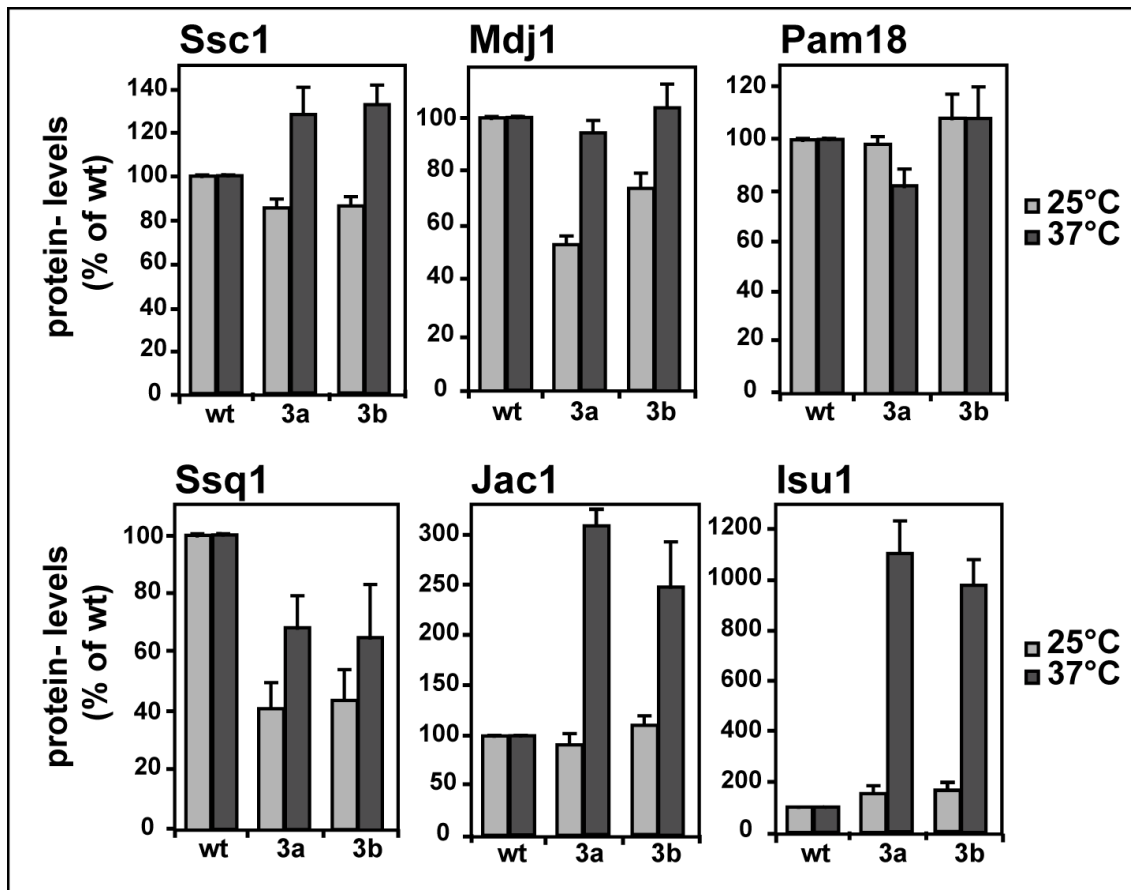 Ssc1
Mdj1
Pam18
protein- levels
(% of wt)
140
120
100
80
60
40
20
0
wt 3a 3b
100
80
60
40
20
0
wt 3a 3b
120
100
80
60
40
20
0
wt 3a 3b
25°C
37°C
Ssq1
Jac1
Isu1
protein- levels
(% of wt)
100
80
60
40
20
0
wt 3a 3b
300
250
200
150
100
50
0
wt 3a 3b
1200
1000
800
600
400
200
0
wt 3a 3b
25°C
37°C